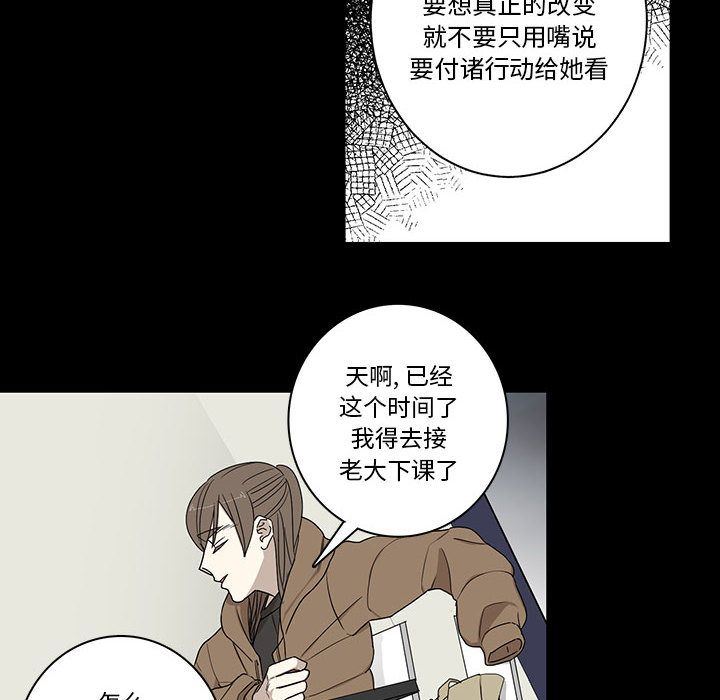 要想真正的改变
就不要只用嘴说
要付诸行动给她看
天啊, 已经
这个时间了
我得去接
老大下课了
怎么